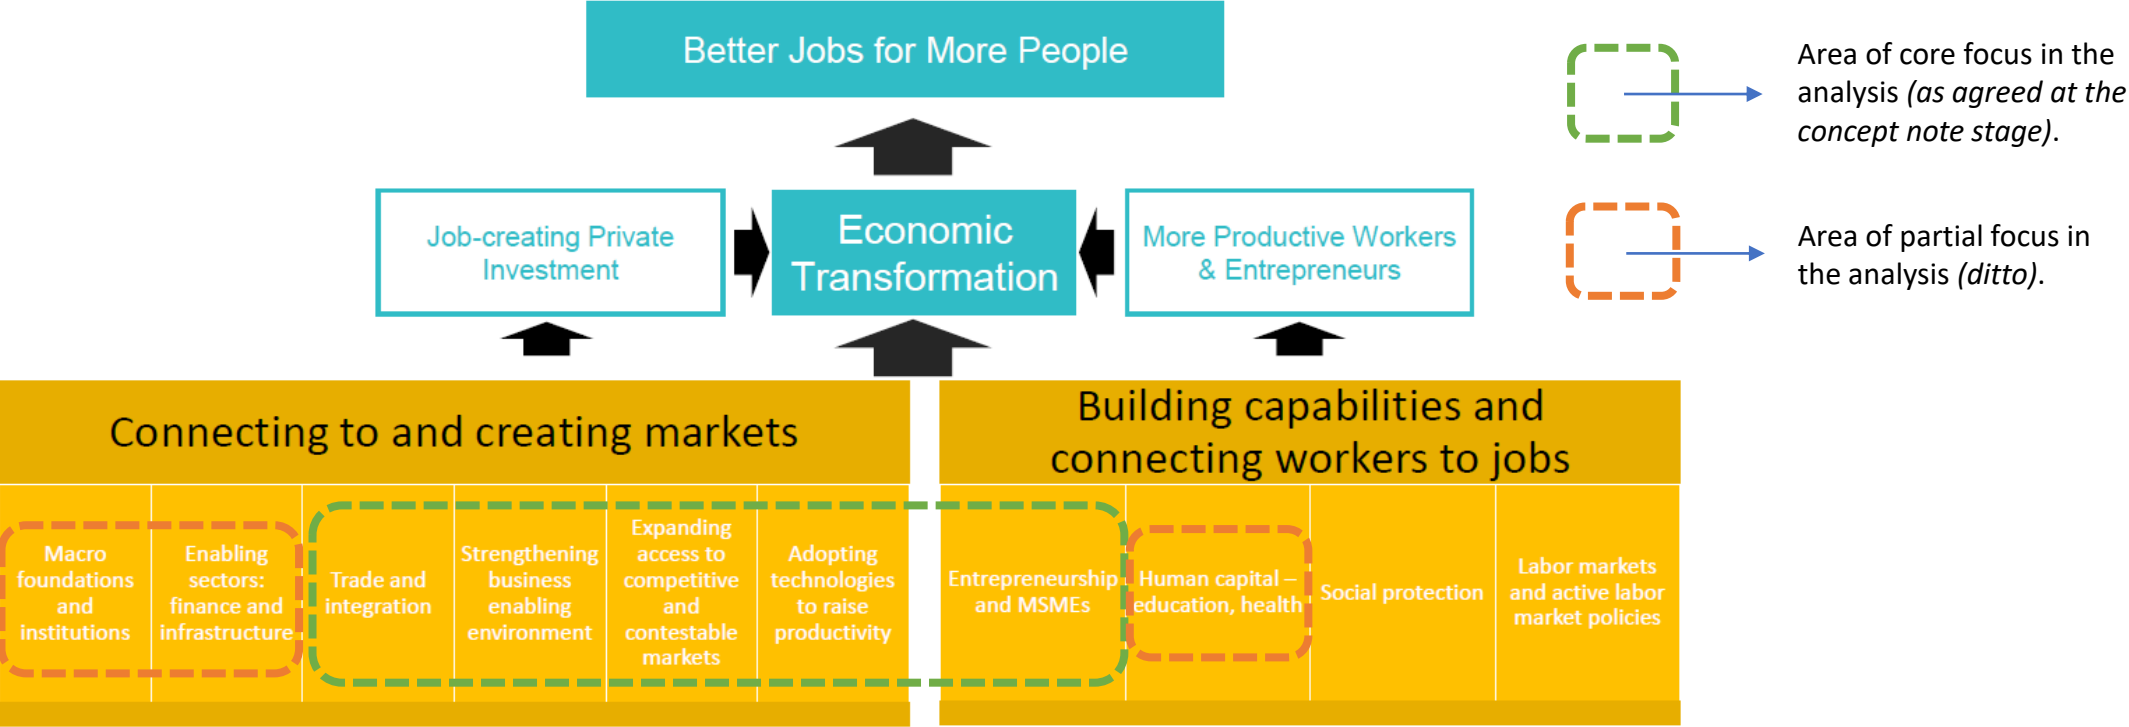 Better Jobs for More People
Area of core focus in the
analysis (as agreed at the
concept note stage).
Job-creating Private
Investment
Economic
Transformation
More Productive Workers
& Entrepreneurs
Area of partial focus in
the analysis (ditto).
Connecting to and creating markets
Building capabilities and
connecting workers to jobs
Macro
foundations
and
institutions
Enabling
sectors:
finance and
infrastructure
Trade and
integration
Strengthening
business
enabling
environment
Expanding
access to
competitive
and
contestable
markets
Adopting
technologies
to raise
productivity
Entrepreneurship
and MSMEs
Human capital –
education, health
Social protection
Labor markets
and active labor
market policies